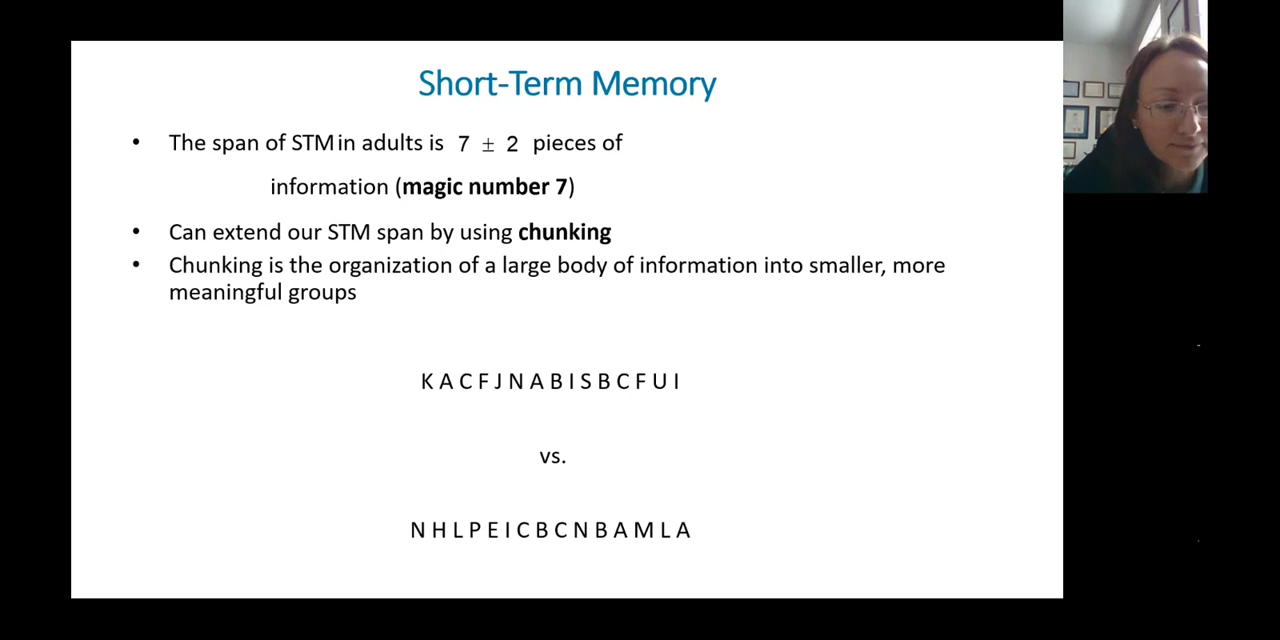 Short-Term Memory
• The span of STM in adults is 7 ± 2 pieces of
information (magic number 7)
• Can extend our STM span by using chunking
• Chunking is the organization of a large body of information into smaller, more
meaningful groups
K A C F J N A B I S B C F U I
vs.
N H L P E I C B C N B A M L A